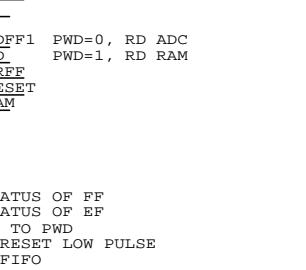 OFF1 PWD=0, RD ADC
PWD=1, RD RAM
RFF
ESET
AM
ATUS OF FF
ATUS OF EF
TO PWD
RESET LOW PULSE
FIFO